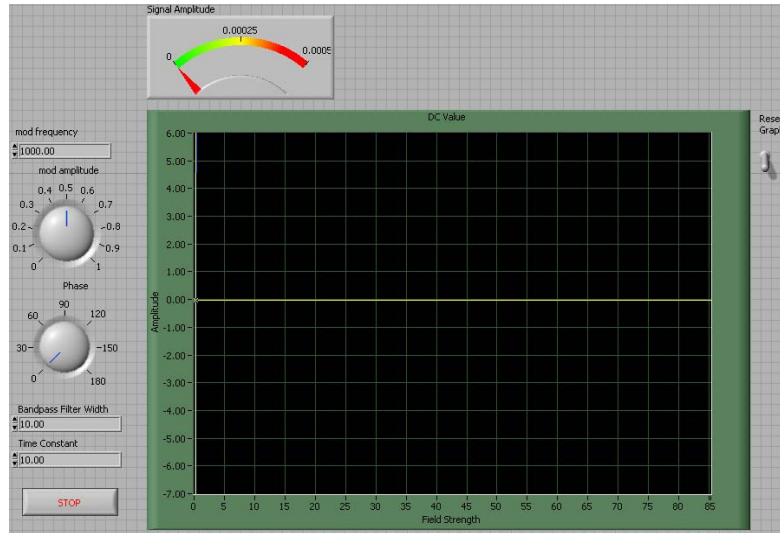 Signal Amplitude
0.00025
0
0.0005
DC Value
Rese
Grap
mod frequency
1000.00
mod amplitude
0.5
0.4 0.6
0.3 0.7
0.2 0.8
0.1 0.9
0 1
Phase
90
60 120
30 150
0 180
Bandpass Filter Width
10.00
Time Constant
10.00
STOP
Amplitude
6.00
5.00
4.00
3.00
2.00
1.00
0.00
-1.00
-2.00
-3.00
-4.00
-5.00
-6.00
-7.00
0 5 10 15 20 25 30 35 40 45 50 55 60 65 70 75 80 85
Field Strength